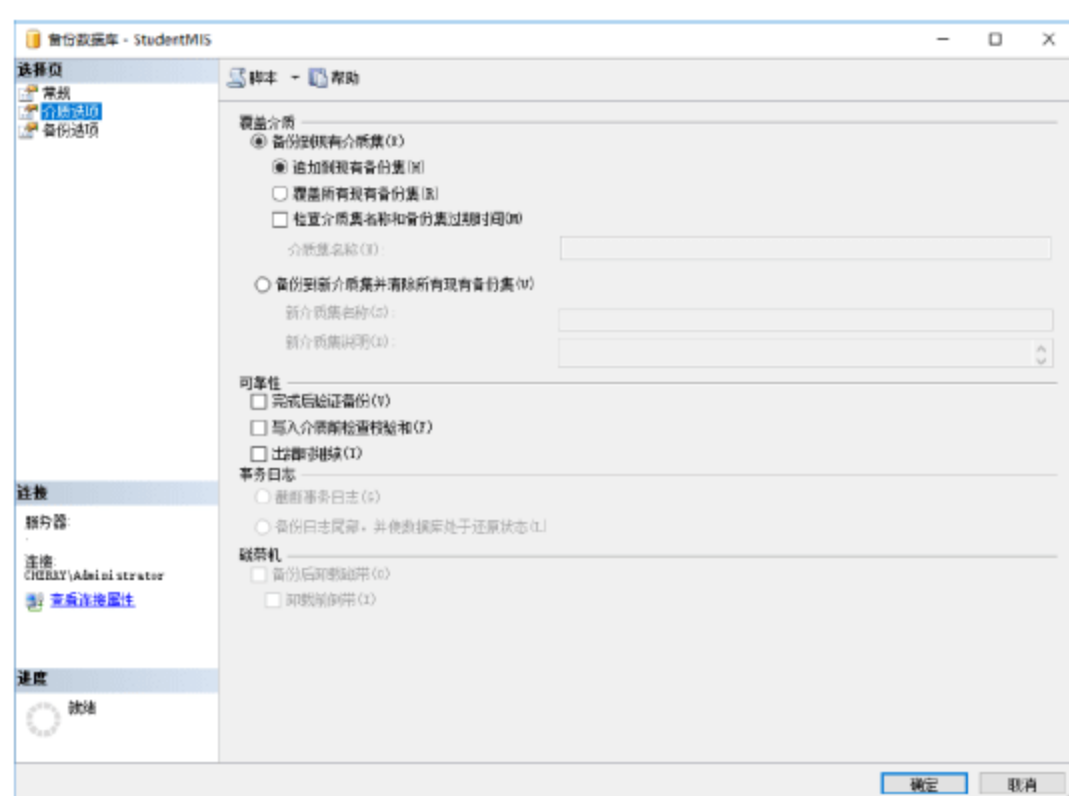 备份数据库 - StudentMIS
选择页
常规
介质选项
备份选项
脚本
帮助
覆盖介质
备份到现有介质集(E)
追加到现有备份集(H)
覆盖所有现有备份集(R)
检查介质集名称和备份集过期时间(M)
介质集名称(N):
备份到新介质集并清除所有现有备份集(U)
新介质集名称(S):
新介质集说明(D):
可靠性
完成后验证备份(V)
写入介质前检查校验和(F)
出错时继续(T)
事务日志
截断事务日志(G)
备份日志尾部，并使数据库处于还原状态(L)
磁带机
备份后卸载磁带(O)
卸载前倒带(I)
连接
服务器:
.
连接:
\Administrator
查看连接属性
进度
就绪
确定
取消